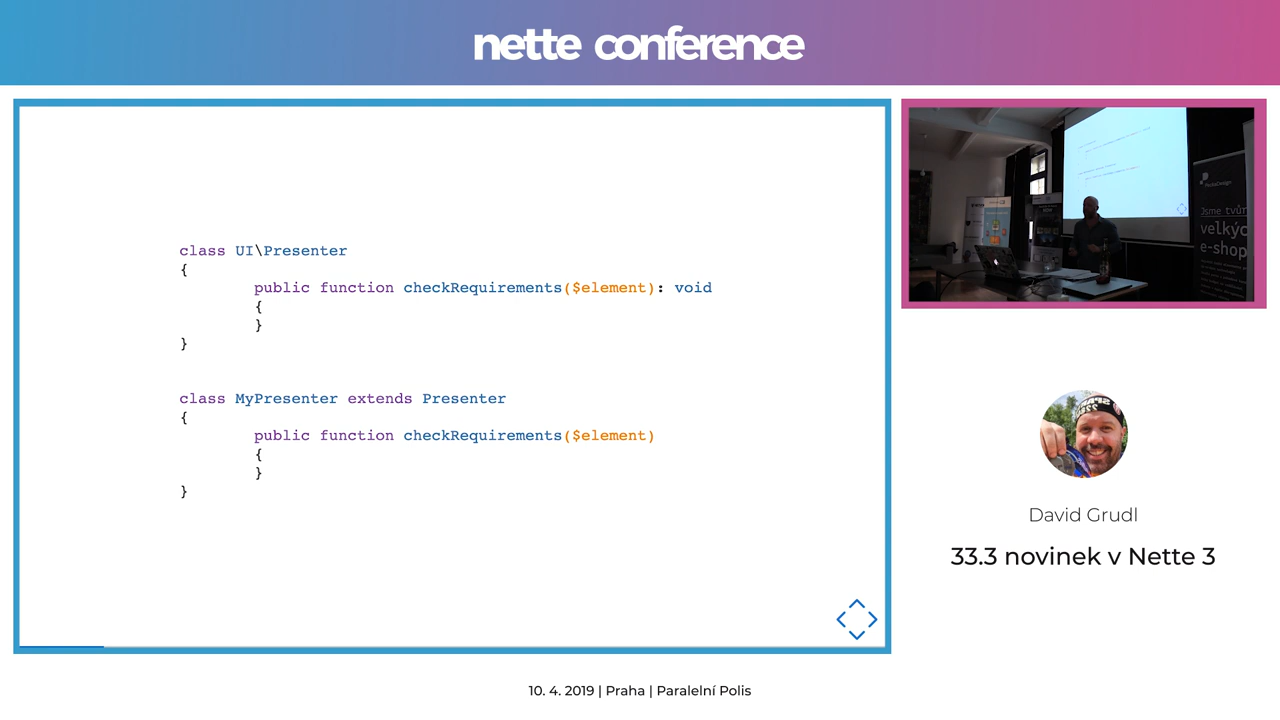 nette conference
class UI\Presenter
{
public function checkRequirements($element): void
{
}
}
class MyPresenter extends Presenter
{
public function checkRequirements($element)
{
}
}
Jsme tvůr
velkýc
e-shop
David Grudl
33.3 novinek v Nette 3
10. 4. 2019 | Praha | Paralelní Polis